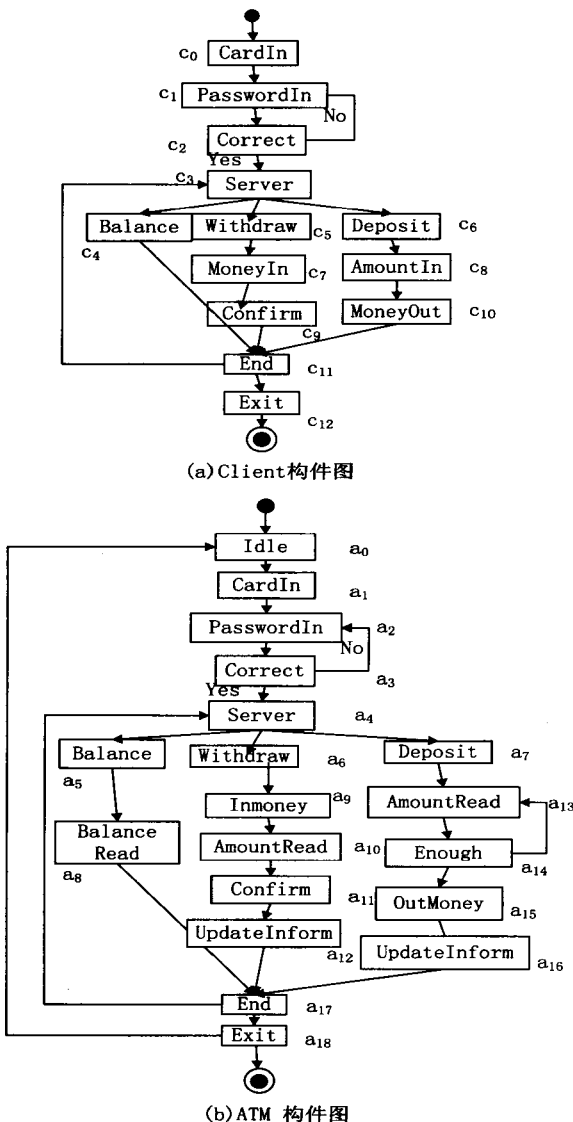 c₀ CardIn
c₁ PasswordIn
No
c₂ Correct
Yes
c₃ Server
Balance Withdraw c₅ Deposit c₆
c₄
MoneyIn c₇ AmountIn c₈
Confirm MoneyOut c₁₀
c₉
End c₁₁
Exit
c₁₂
(a)Client构件图
Idle a₀
CardIn a₁
PasswordIn a₂
No
Correct a₃
Yes
Server a₄
Balance Withdraw a₆ Deposit a₇
a₅
Inmoney a₉ AmountRead a₁₃
Balance AmountRead a₁₀ Enough
Read a₁₄
a₈ Confirm a₁₁ OutMoney a₁₅
UpdateInform a₁₂ UpdateInform a₁₆
End a₁₇
Exit a₁₈
(b)ATM 构件图